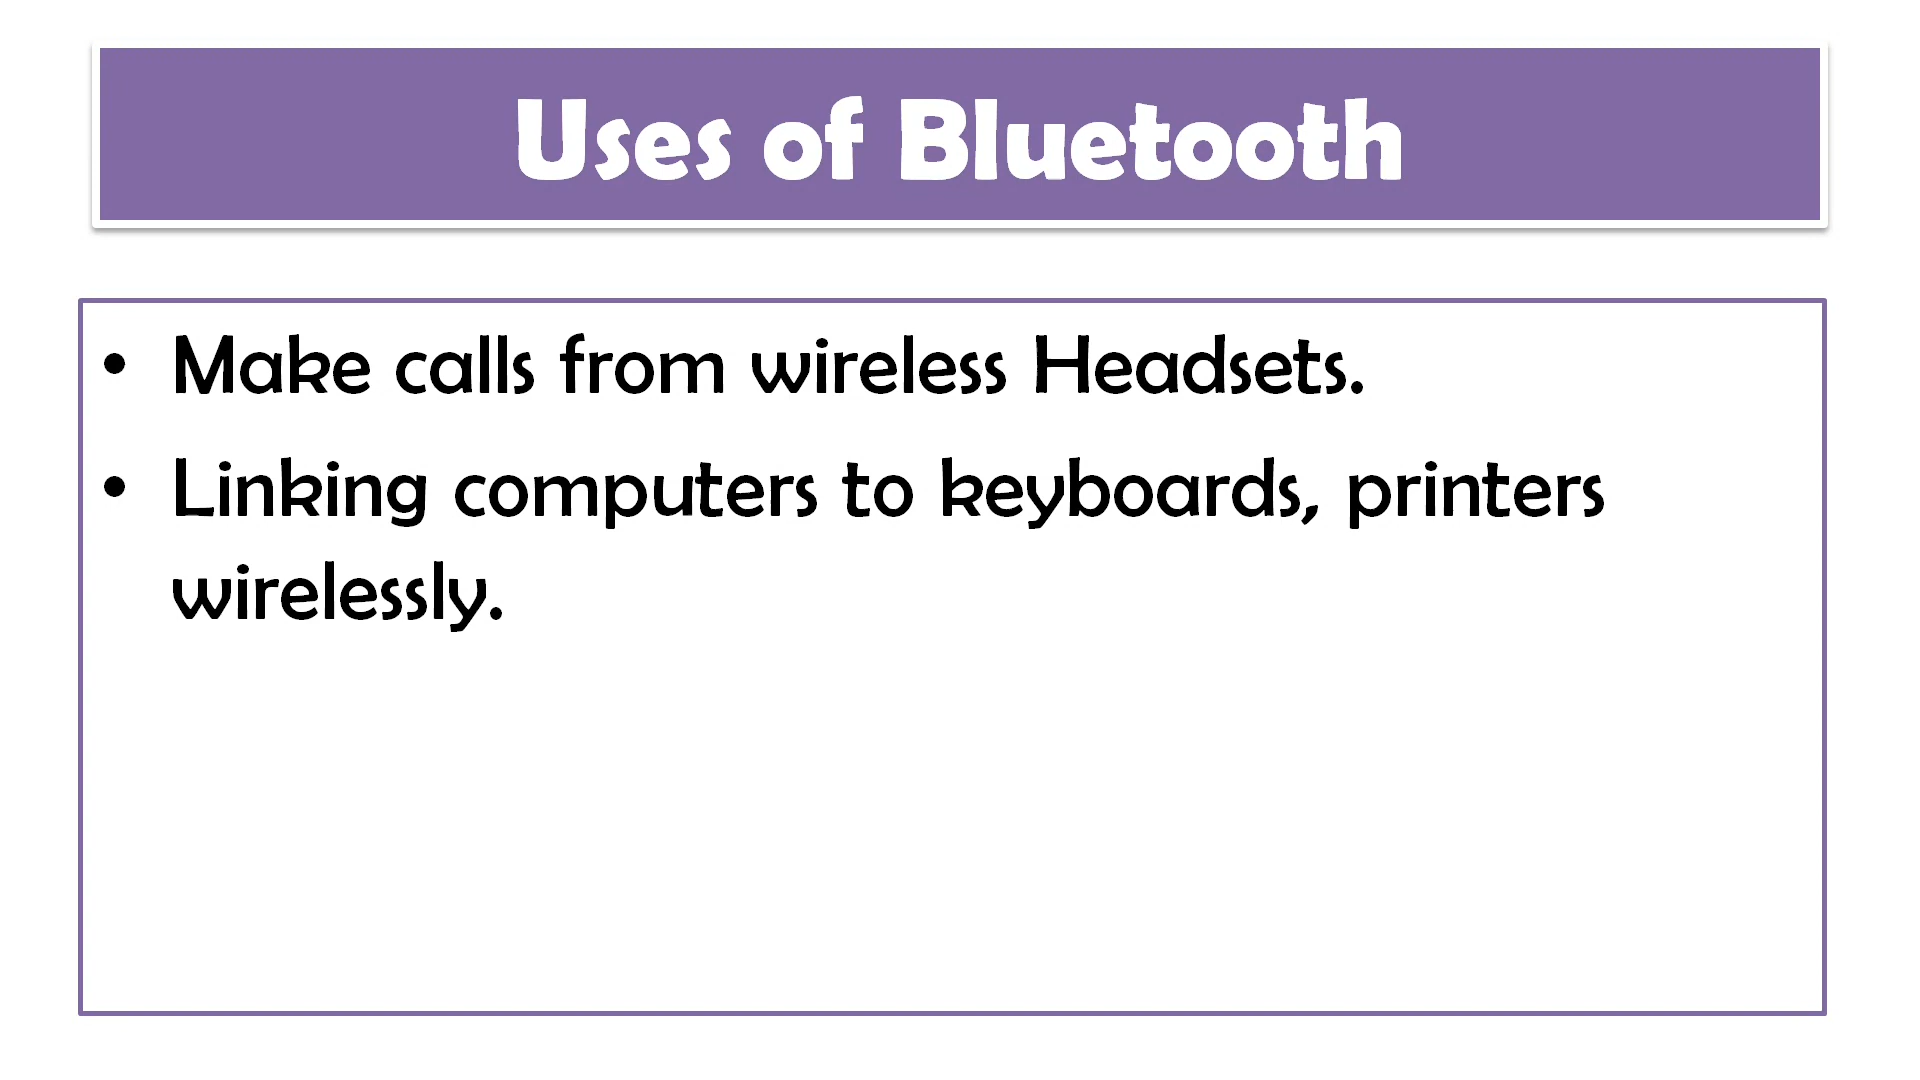 Uses of Bluetooth
• Make calls from wireless Headsets.
• Linking computers to keyboards, printers
wirelessly.